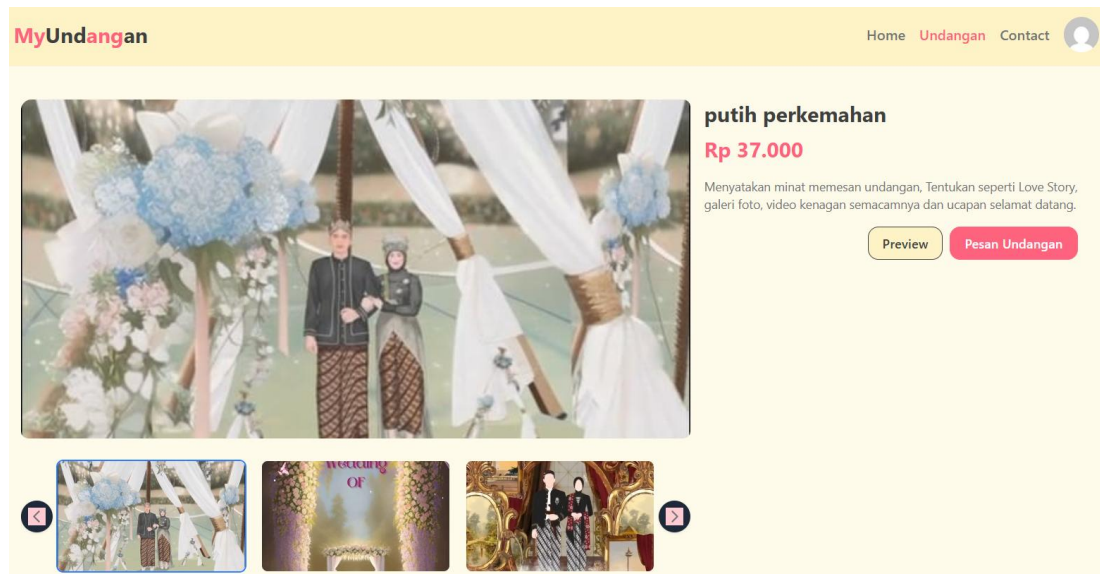 MyUndangan
Home Undangan Contact
putih perkemahan
Rp 37.000
Menyatakan minat memesan undangan, Tentukan seperti Love Story,
galeri foto, video kenagan semacamnya dan ucapan selamat datang.
Preview Pesan Undangan
Wedding
OF